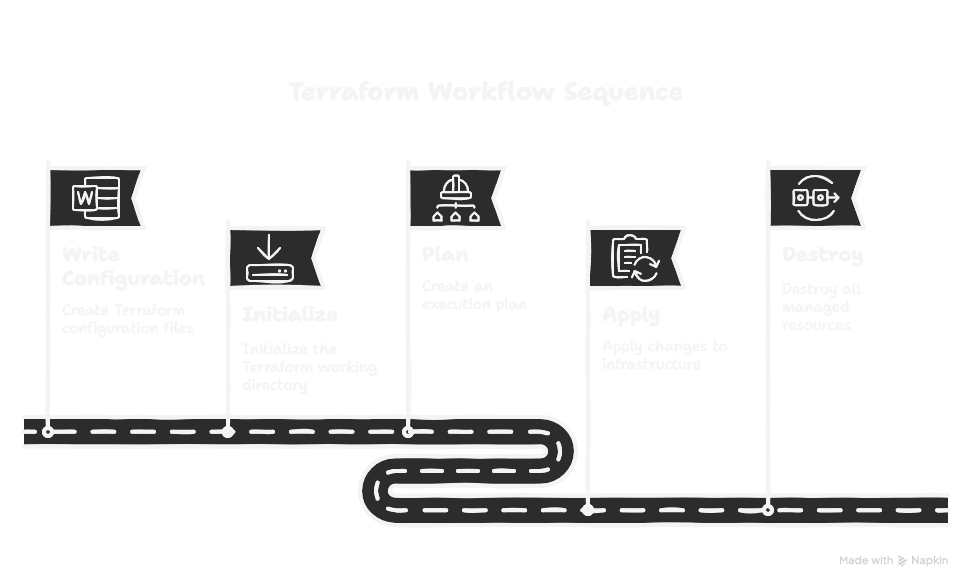 Terraform Workflow Sequence
W
Write
Configuration
Create Terraform
configuration files
Initialize
Initialize the
Terraform working
directory
Plan
Create an
execution plan
Apply
Apply changes to
infrastructure
Destroy
Destroy all
managed
resources
Made with Napkin